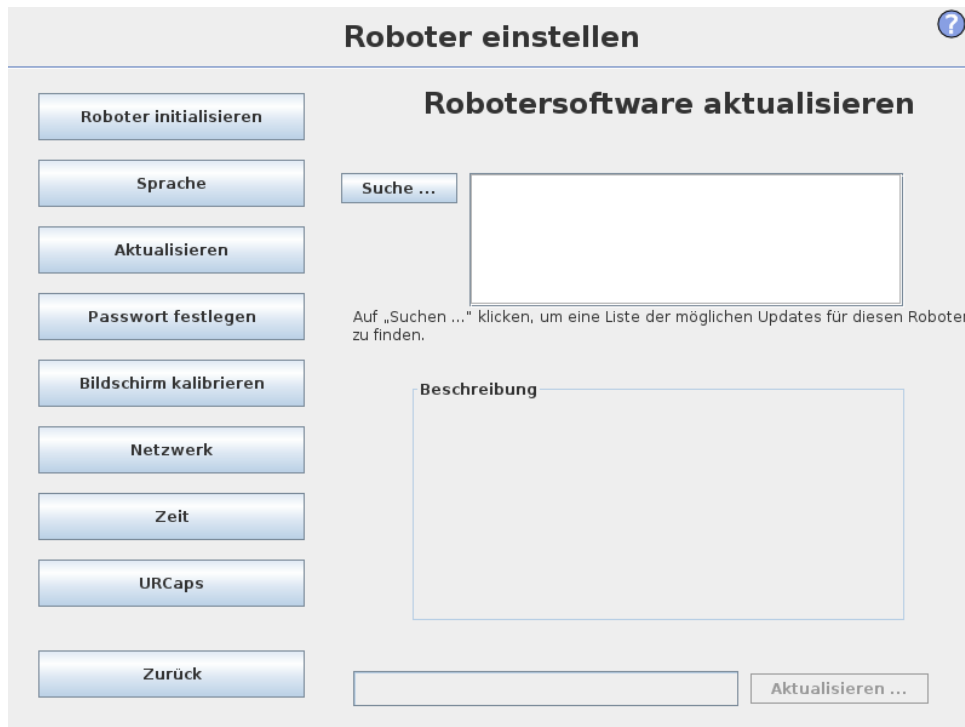 Roboter einstellen
?
Roboter initialisieren
Sprache
Aktualisieren
Passwort festlegen
Bildschirm kalibrieren
Netzwerk
Zeit
URCaps
Zurück
Robotersoftware aktualisieren
Suche ...
Auf „Suchen ..." klicken, um eine Liste der möglichen Updates für diesen Roboter
zu finden.
Beschreibung
Aktualisieren ...